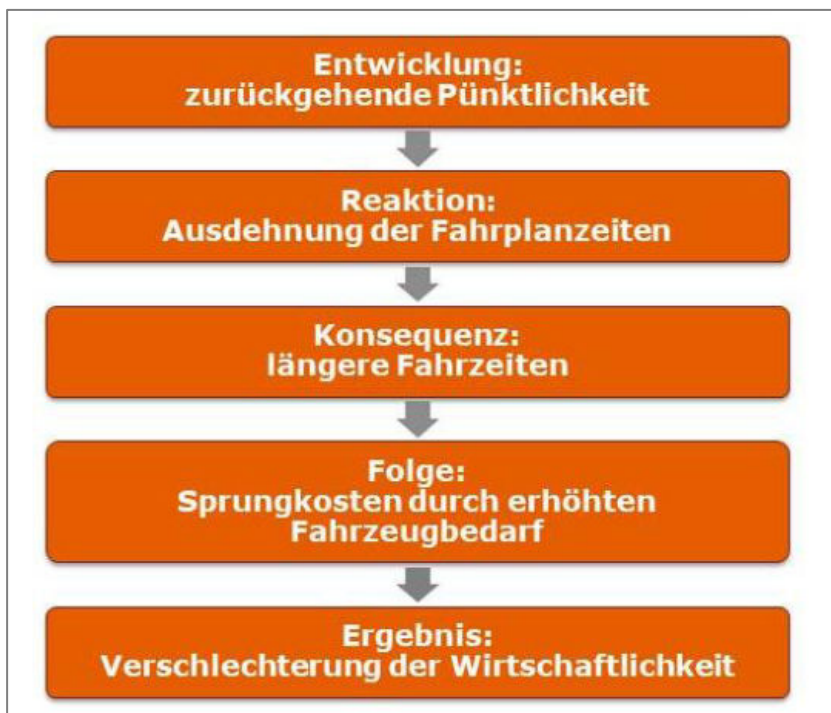 Entwicklung:
zurückgehende Pünktlichkeit
Reaktion:
Ausdehnung der Fahrplanzeiten
Konsequenz:
längere Fahrzeiten
Folge:
Sprungkosten durch erhöhten
Fahrzeugbedarf
Ergebnis:
Verschlechterung der Wirtschaftlichkeit